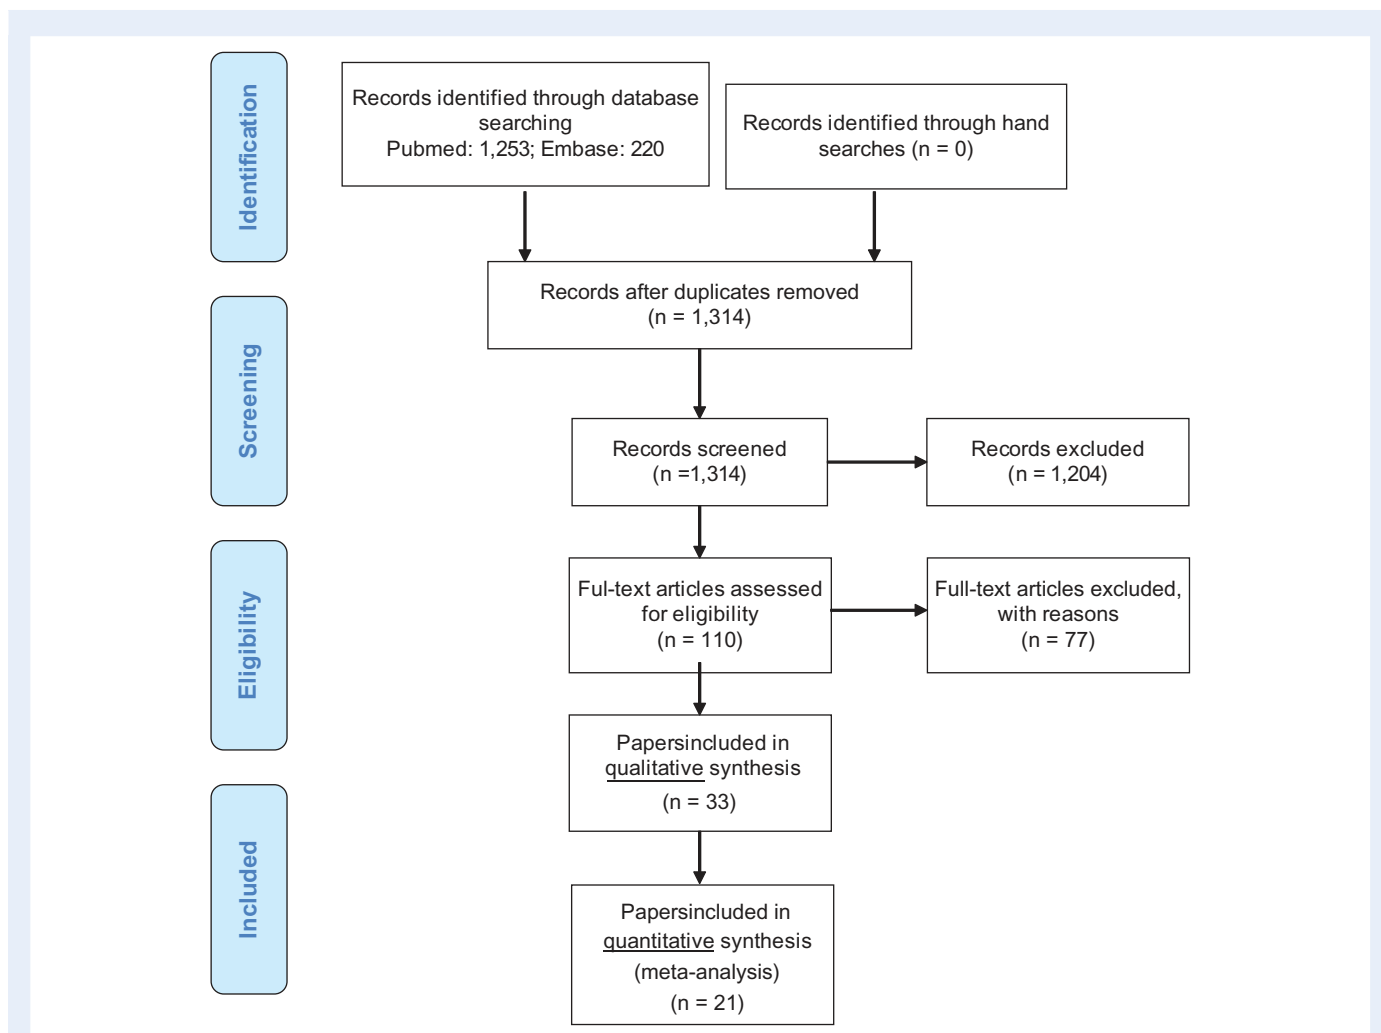 Identification
Records identified through database
searching
Pubmed: 1,253; Embase: 220
Records identified through hand
searches (n = 0)
Records after duplicates removed
(n = 1,314)
Screening
Records screened
(n =1,314)
Records excluded
(n = 1,204)
Eligibility
Ful-text articles assessed
for eligibility
(n = 110)
Full-text articles excluded,
with reasons
(n = 77)
Papersincluded in
qualitative synthesis
(n = 33)
Included
Papersincluded in
quantitative synthesis
(meta-analysis)
(n = 21)